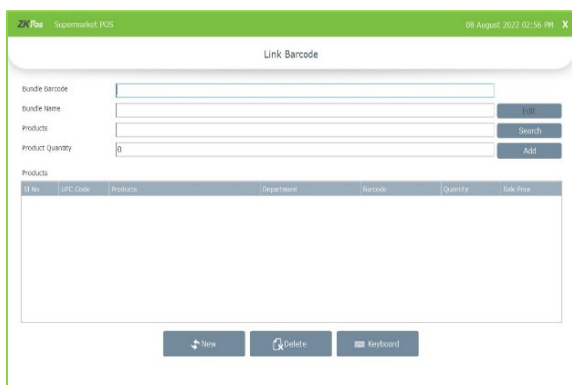 ZKPos Supermarket POS 08 August 2022 02:56 PM X
Link Barcode
Bundle Barcode
Bundle Name Edit
Products Search
Product Quantity 0 Add
Products
Sl No UPC Code Products Department Barcode Quantity Sale Price
New Delete Keyboard